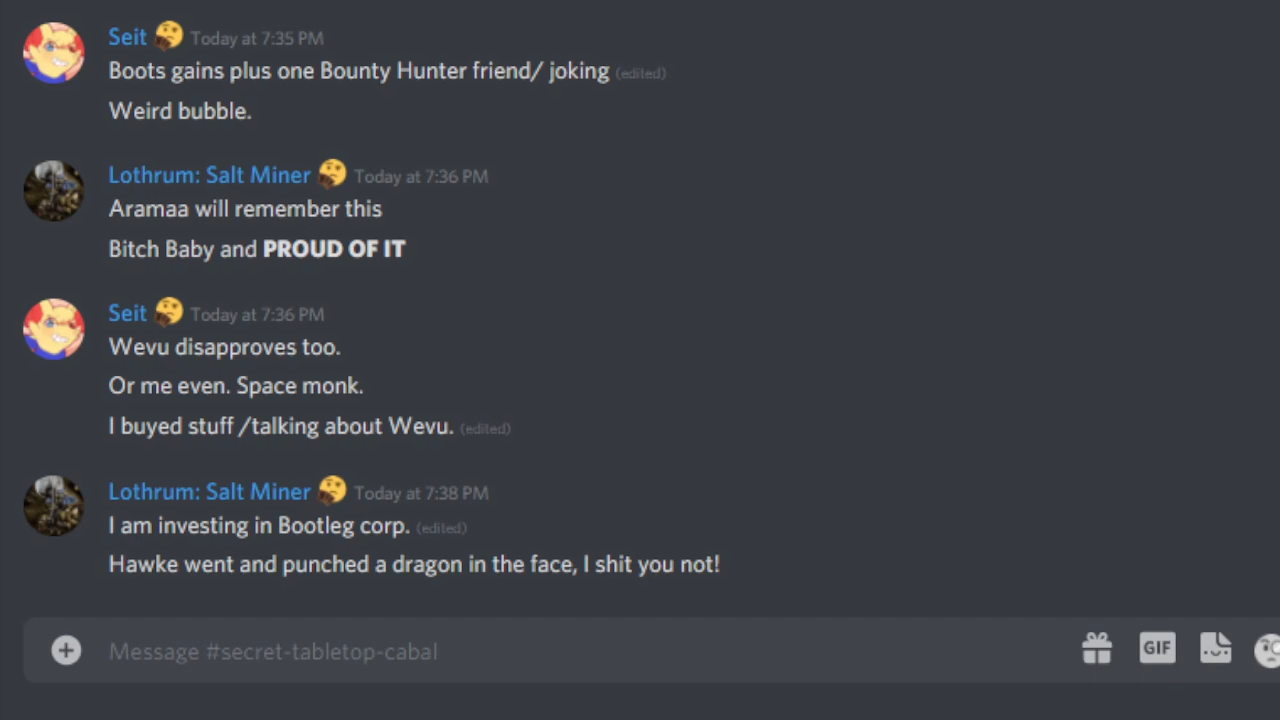 Seit 🤔 Today at 7:35 PM
Boots gains plus one Bounty Hunter friend/ joking (edited)
Weird bubble.
Lothrum: Salt Miner 🤔 Today at 7:36 PM
Aramaa will remember this
Bitch Baby and PROUD OF IT
Seit 🤔 Today at 7:36 PM
Wevu disapproves too.
Or me even. Space monk.
I buyed stuff /talking about Wevu. (edited)
Lothrum: Salt Miner 🤔 Today at 7:38 PM
I am investing in Bootleg corp. (edited)
Hawke went and punched a dragon in the face, I shit you not!
Message #secret-tabletop-cabal
GIF